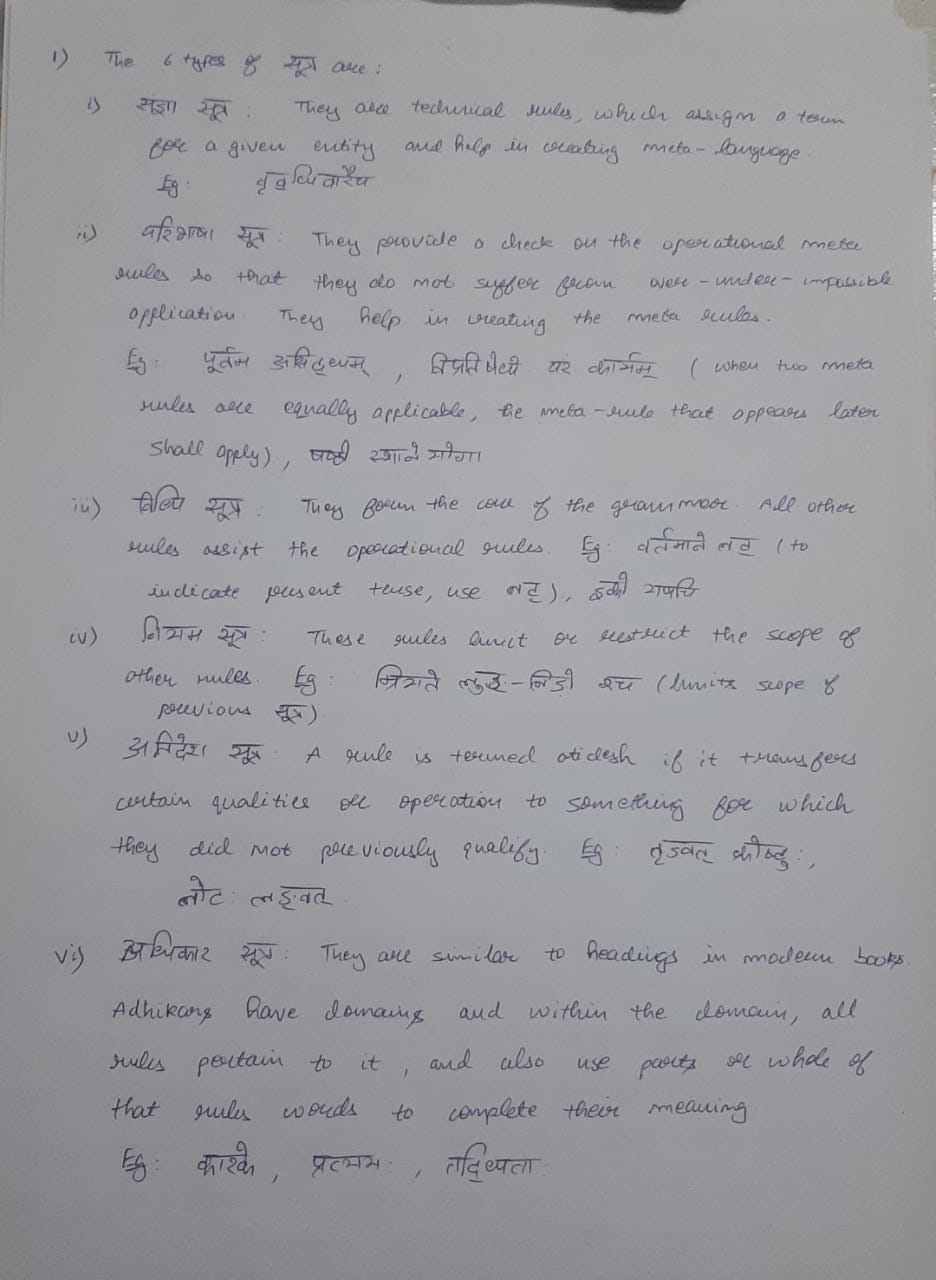 1) The 6 types of सूत्र are:
i) संज्ञा सूत्र : They are technical rules, which assign a term
for a given entity and help in creating meta-language.
Eg:
ii) परिभाषा सूत्र : They provide a check on the operational meta
rules so that they do not suffer from over-under-impossible
application. They help in creating the meta rules.
Eg: , परं कार्यम् (when two meta
rules are equally applicable, the meta-rule that appears later
shall apply)., षष्ठी स्थाने योगा
iii) विधि सूत्र : They form the core of the grammar. All other
rules assist the operational rules. Eg: वर्तमाने लट् (to
indicate present tense, use लट्)., इको यणचि
iv) नियम सूत्र : These rules limit or restrict the scope of
other rules. Eg: म्रियते (limits scope of
previous सूत्र)
v) अतिदेश सूत्र : A rule is termed atidesh if it transfers
certain qualities or operation to something for which
they did not previously qualify. Eg: तृज्वत् क्रोष्टु:,
लोट: लङ्वत्.
vi) अधिकार सूत्र : They are similar to headings in modern books.
Adhikars have domains and within the domain, all
rules pertain to it, and also use parts or whole of
that rules words to complete their meaning.
Eg: कारके, प्रत्यय:, तद्धिता: